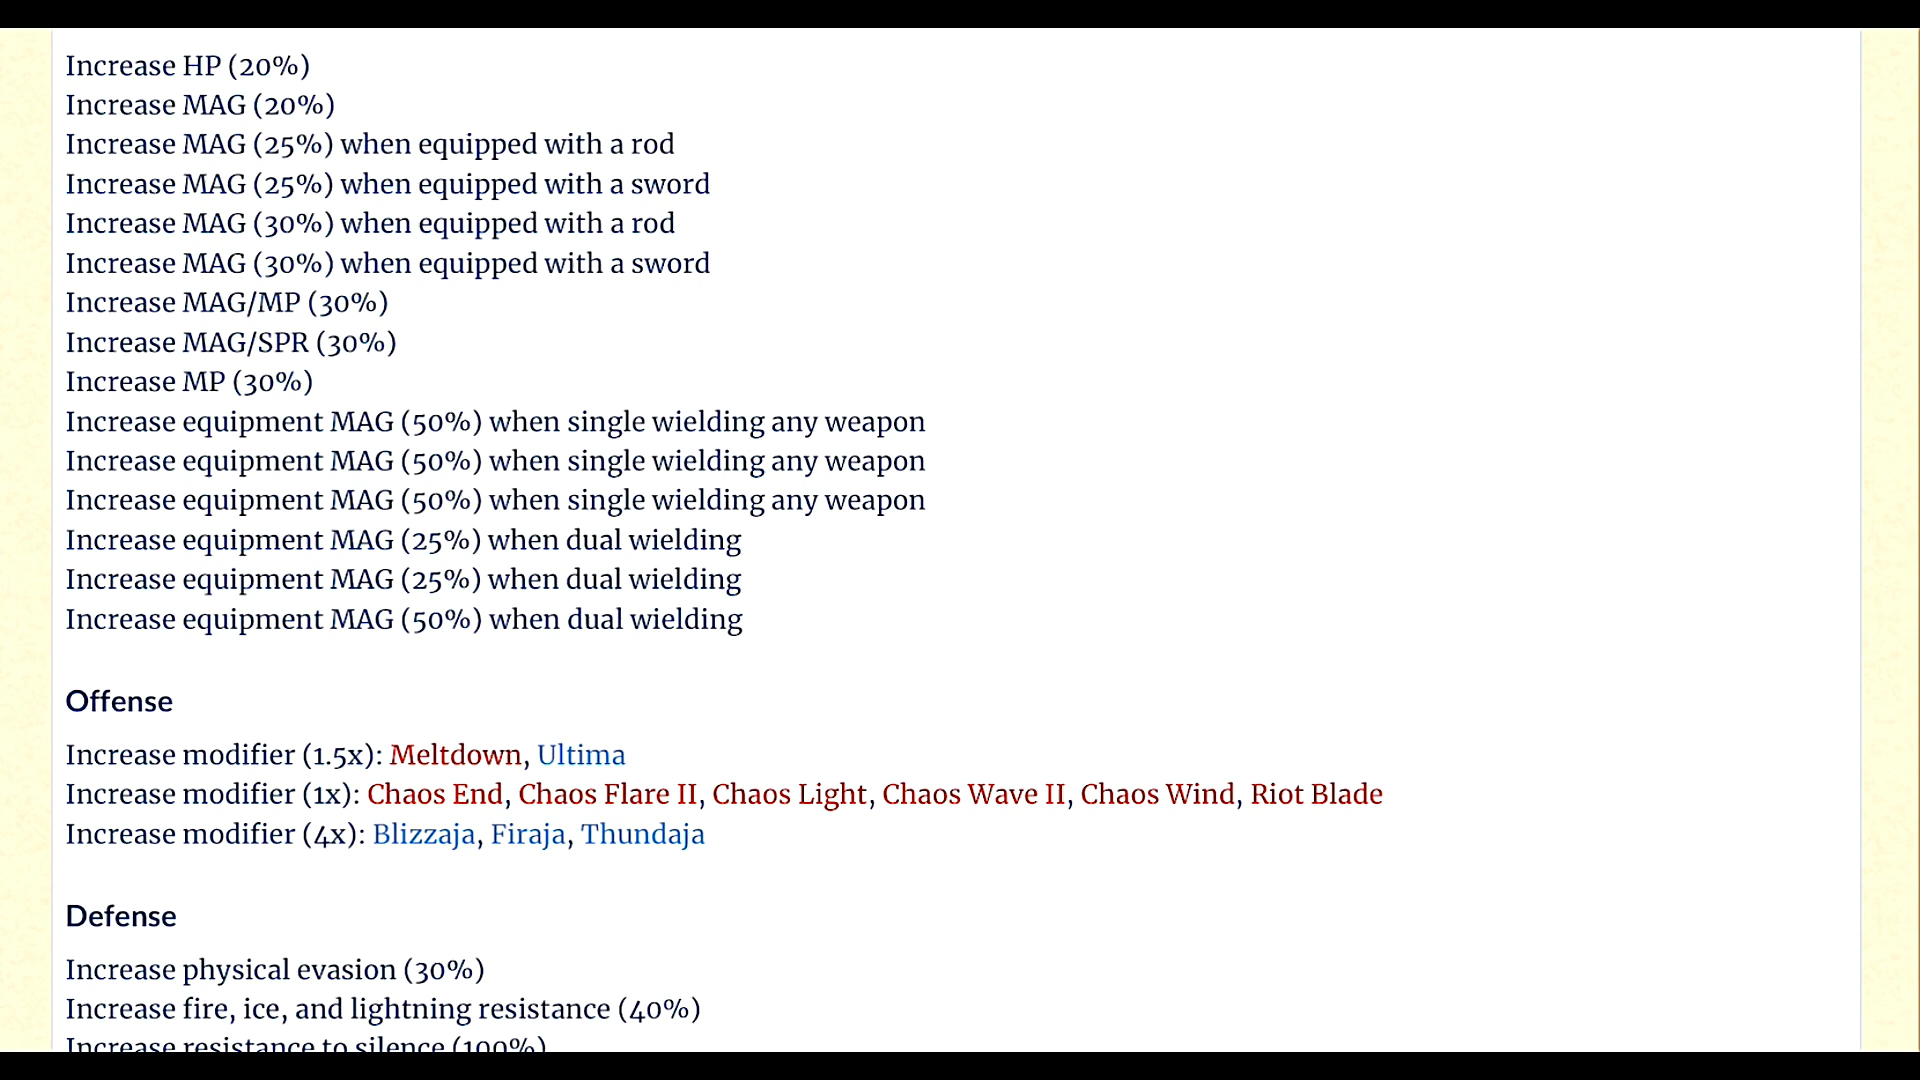 Increase HP (20%)
Increase MAG (20%)
Increase MAG (25%) when equipped with a rod
Increase MAG (25%) when equipped with a sword
Increase MAG (30%) when equipped with a rod
Increase MAG (30%) when equipped with a sword
Increase MAG/MP (30%)
Increase MAG/SPR (30%)
Increase MP (30%)
Increase equipment MAG (50%) when single wielding any weapon
Increase equipment MAG (50%) when single wielding any weapon
Increase equipment MAG (50%) when single wielding any weapon
Increase equipment MAG (25%) when dual wielding
Increase equipment MAG (25%) when dual wielding
Increase equipment MAG (50%) when dual wielding
Offense
Increase modifier (1.5x): Meltdown, Ultima
Increase modifier (1x): Chaos End, Chaos Flare II, Chaos Light, Chaos Wave II, Chaos Wind, Riot Blade
Increase modifier (4x): Blizzaja, Firaja, Thundaja
Defense
Increase physical evasion (30%)
Increase fire, ice, and lightning resistance (40%)
Increase resistance to silence (100%)